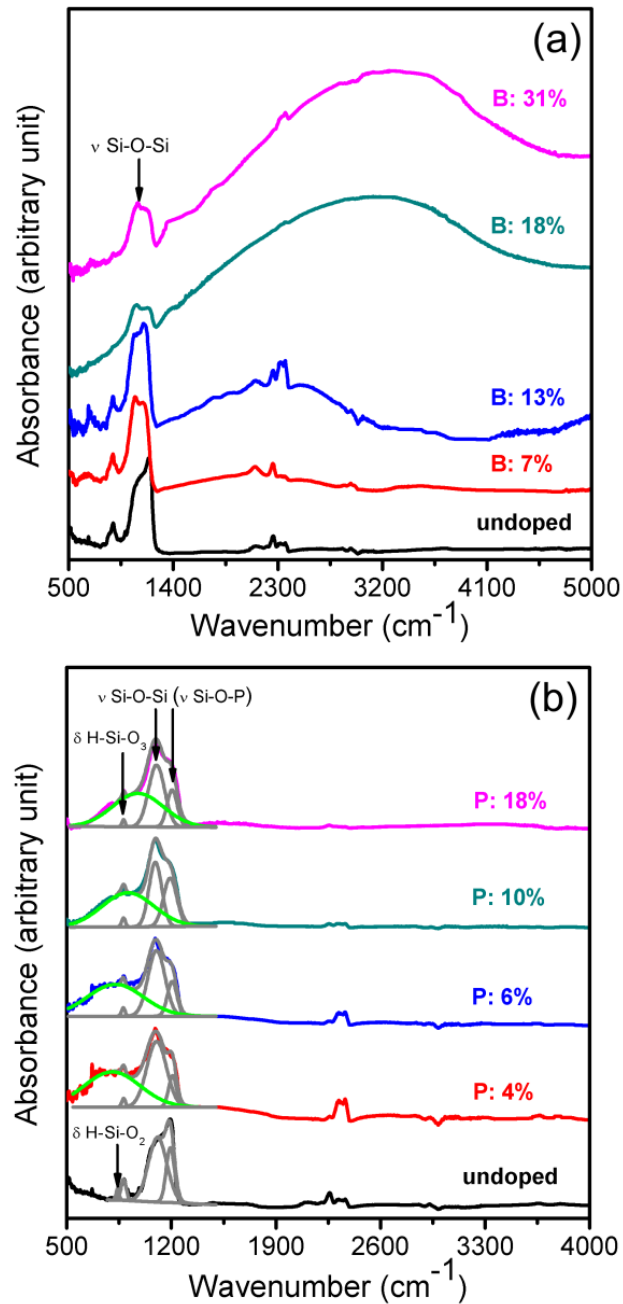 (a)
B: 31%
ν Si-O-Si
B: 18%
B: 13%
B: 7%
undoped
Absorbance (arbitrary unit)
500 1400 2300 3200 4100 5000
Wavenumber (cm⁻¹)
(b)
ν Si-O-Si (ν Si-O-P)
δ H-Si-O₃
P: 18%
P: 10%
P: 6%
P: 4%
δ H-Si-O₂
undoped
Absorbance (arbitrary unit)
500 1200 1900 2600 3300 4000
Wavenumber (cm⁻¹)